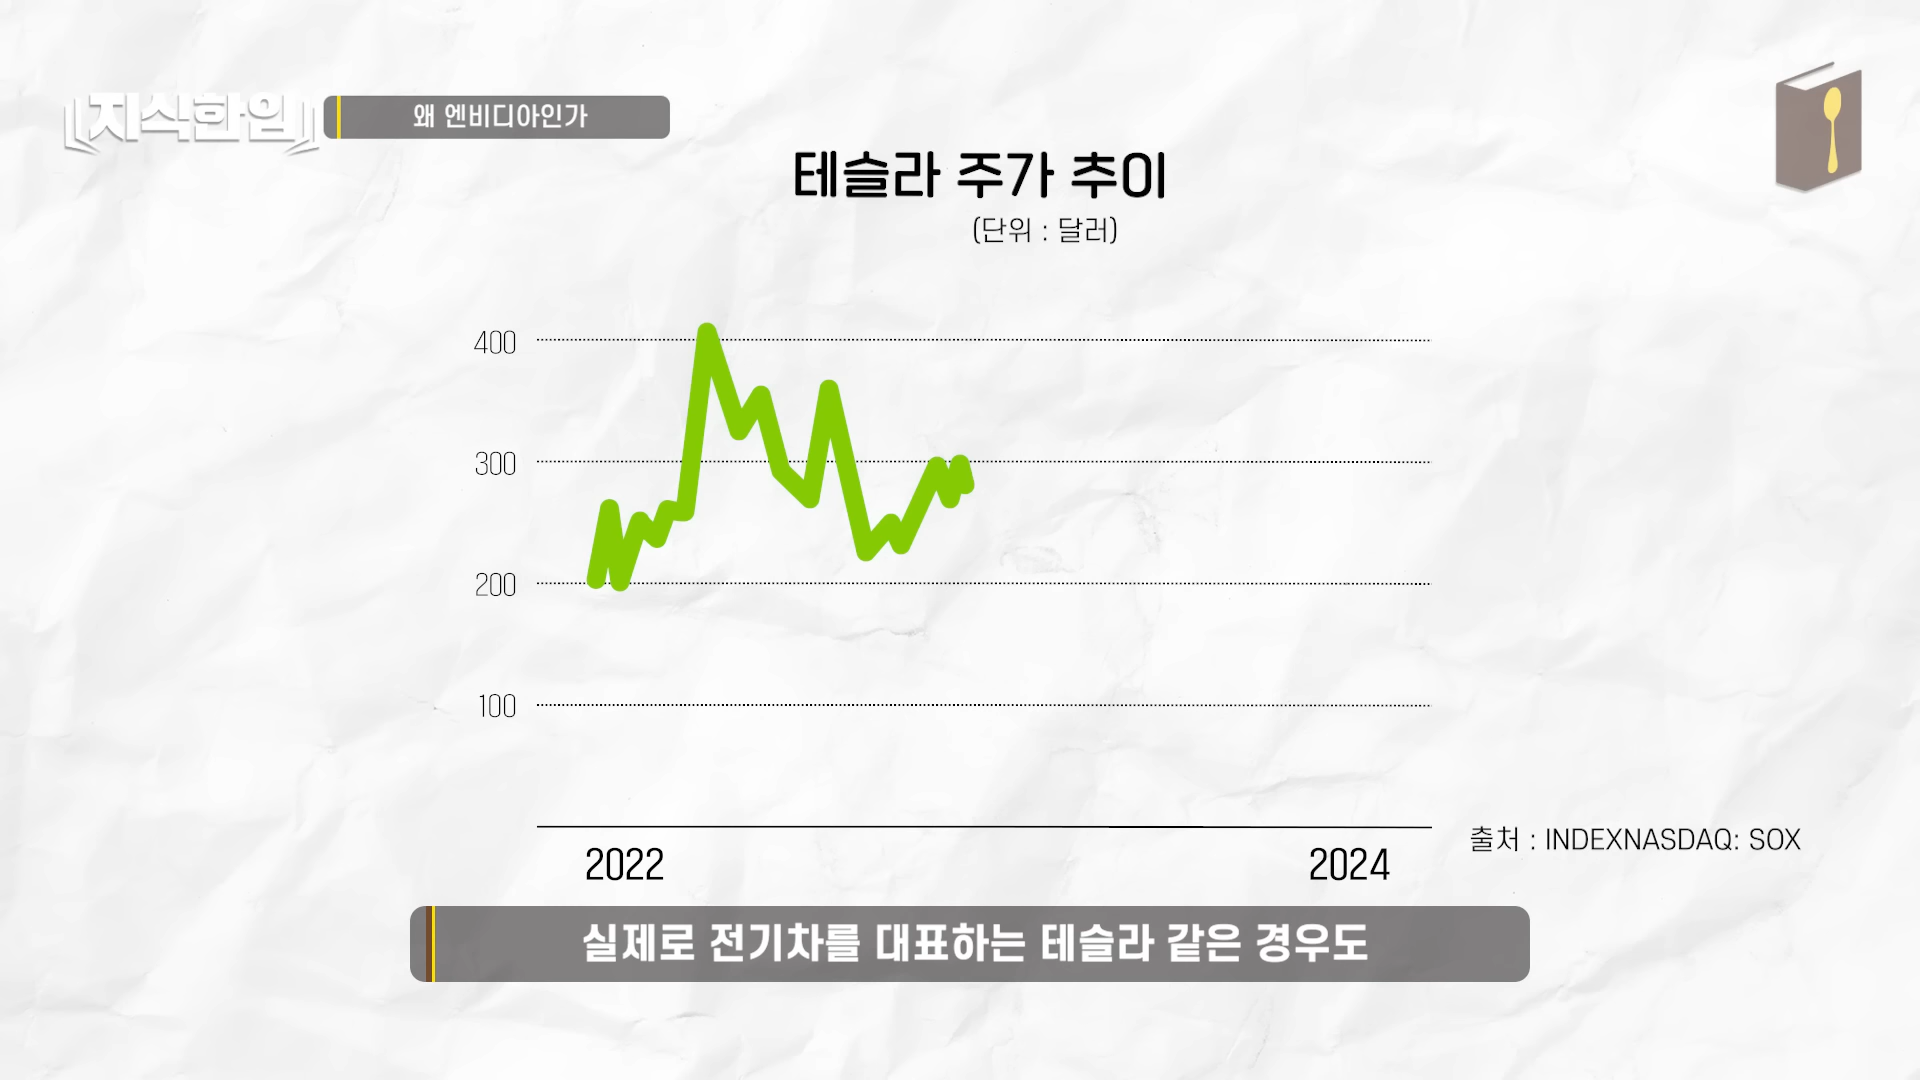 지식한입
왜 엔비디아인가
테슬라 주가 추이
(단위 : 달러)
400
300
200
100
2022
2024
출처 : INDEXNASDAQ: SOX
실제로 전기차를 대표하는 테슬라 같은 경우도